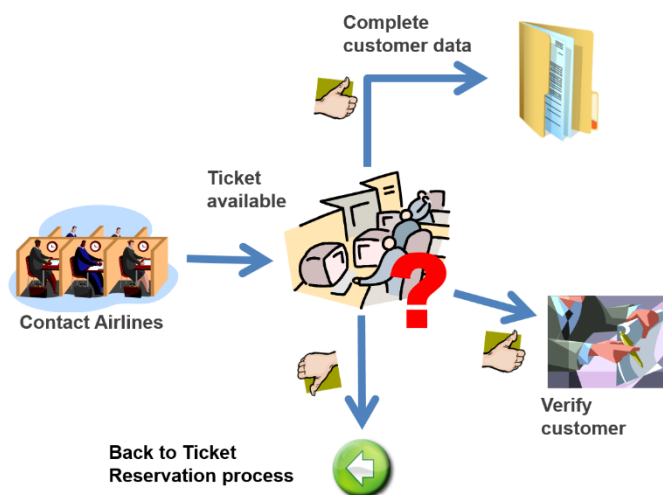 Complete
customer data
Ticket
available
Contact Airlines
?
Verify
customer
Back to Ticket
Reservation process